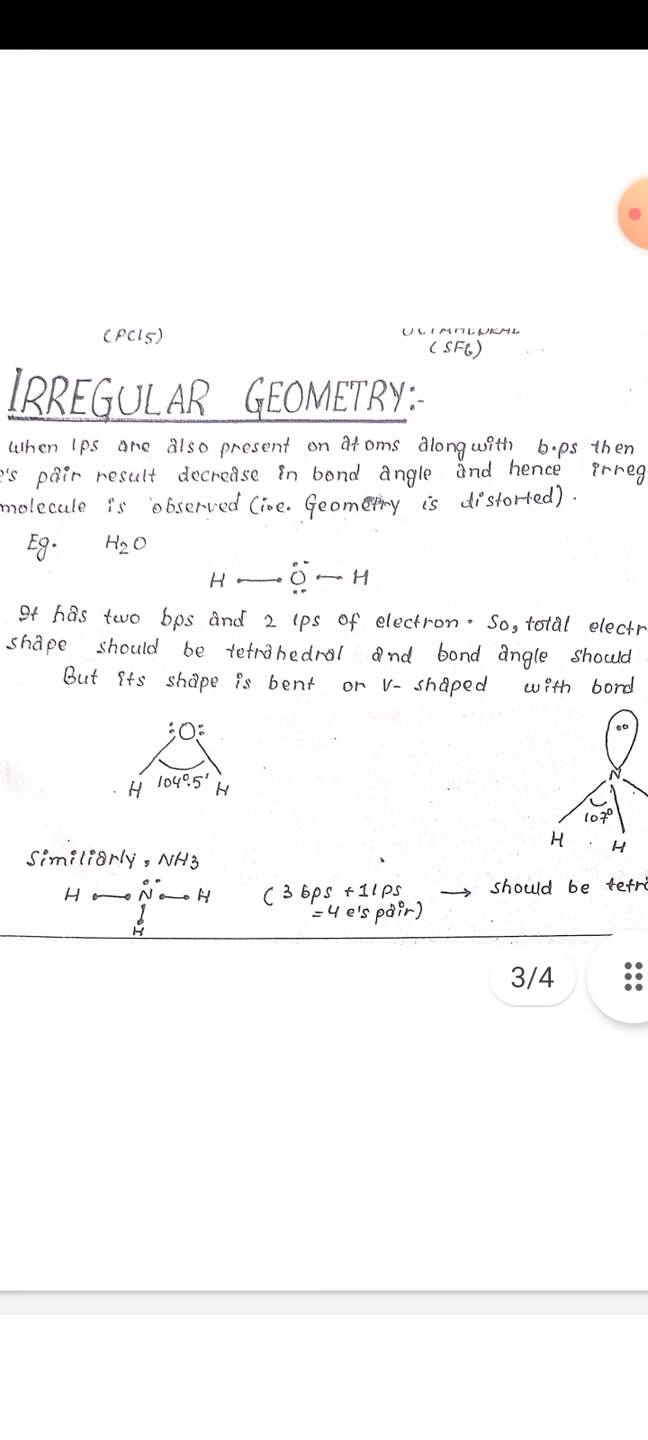 (PCl5)
OCTAHEDRAL
(SF6)
IRREGULAR GEOMETRY:-
when lps are also present on atoms along with b.ps then
e's pair result decrease in bond angle and hence irreg
molecule is observed (i.e. Geometry is distorted).
Eg. H2O
H — O — H
It has two bps and 2 lps of electron. So, total electr
shape should be tetrahedral and bond angle should
But its shape is bent or V-shaped with bond
:O:
H 104°.5' H
N
107°
H H
Similiarly, NH3
H — N — H (3 bps + 1 lps → should be tetra
= 4 e's pair)
H
3/4